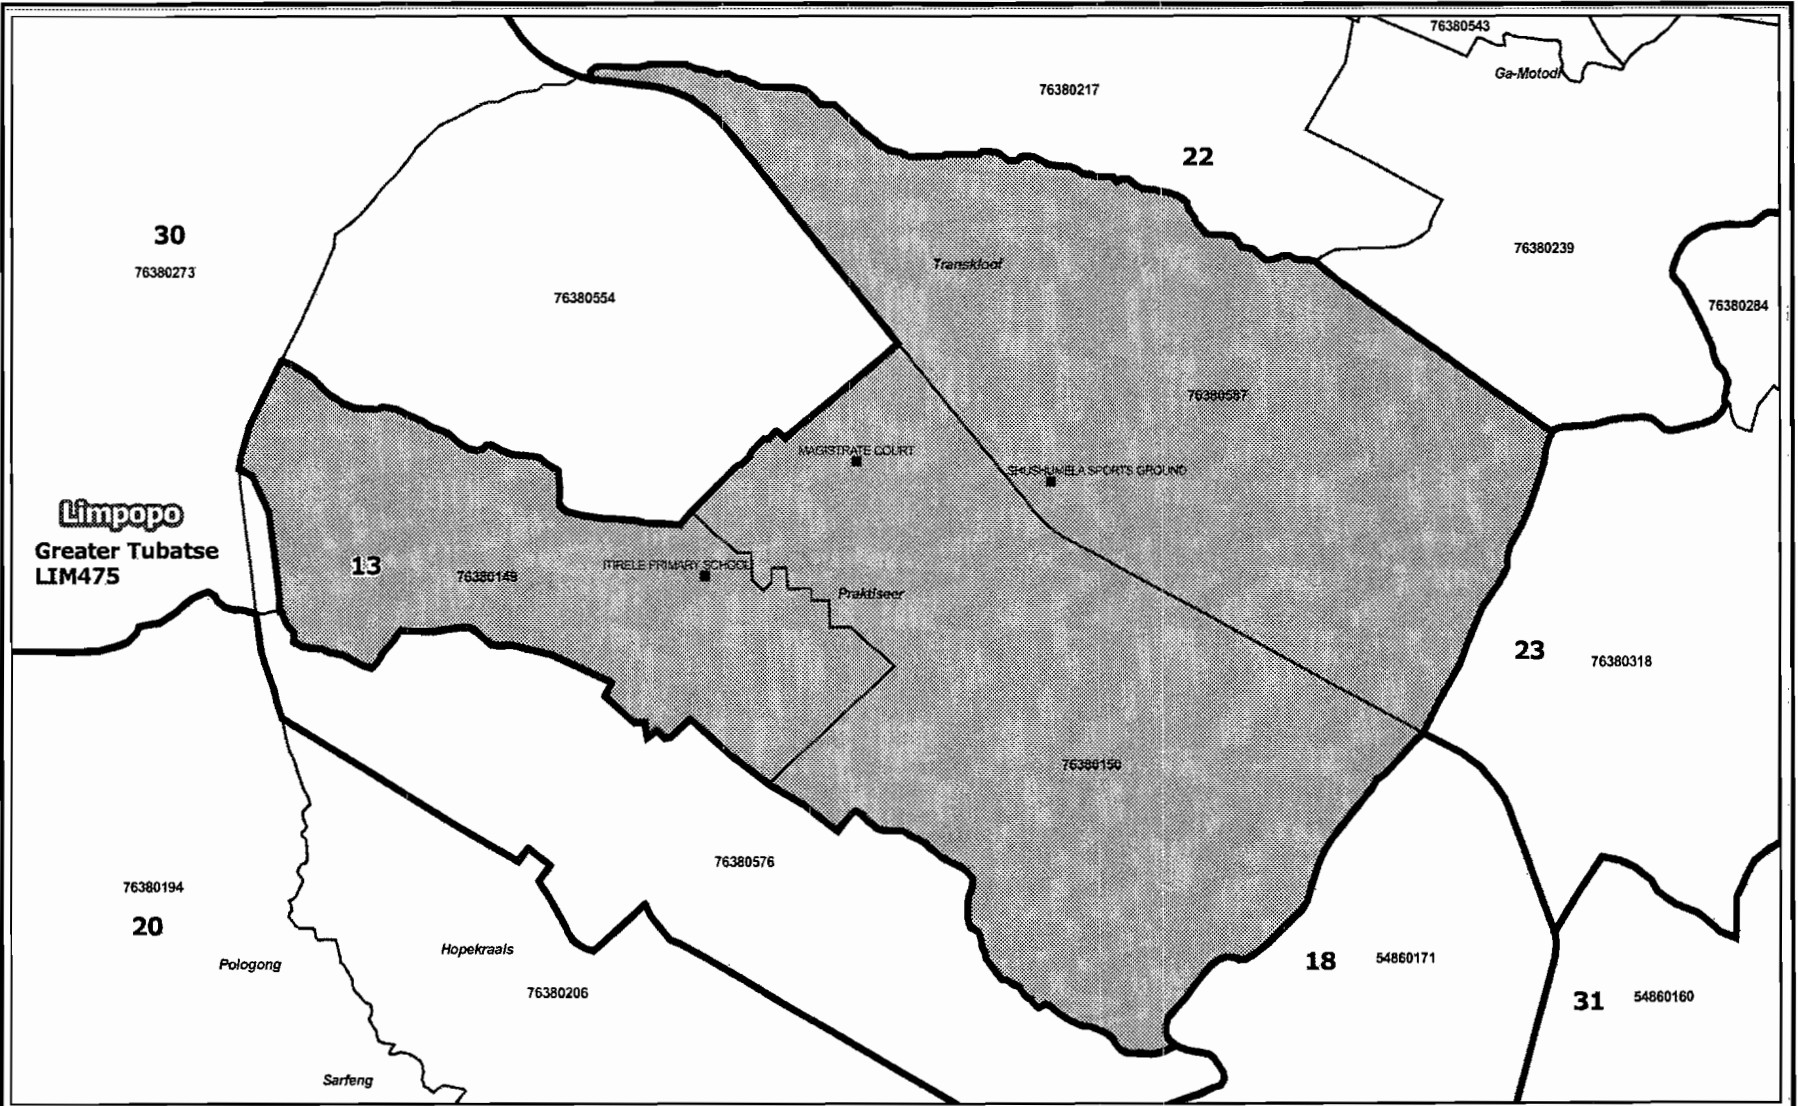 76380543
Ga-Motodi
76380217
22
30
76380273
76380239
Transkloof
76380554
76380284
76380587
MAGISTRATE COURT
SHUSHUMELA SPORTS GROUND
Limpopo
Greater Tubatse
LIM475
13
76380149
ITIRELE PRIMARY SCHOOL
Praktiseer
23
76380318
76380150
76380576
76380194
20
Hopekraals
Pologong
76380206
18
54860171
31
54860160
Sarfeng